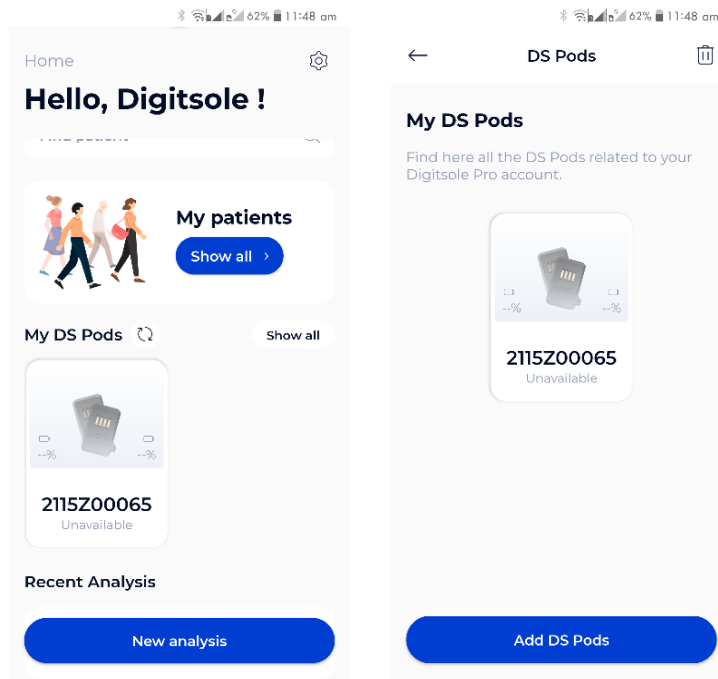 62% 11:48 am
Home
Hello, Digitsole !
My patients
Show all
My DS Pods
Show all
--%
--%
2115Z00065
Unavailable
Recent Analysis
New analysis
62% 11:48 am
DS Pods
My DS Pods
Find here all the DS Pods related to your
Digitsole Pro account.
--%
--%
2115Z00065
Unavailable
Add DS Pods